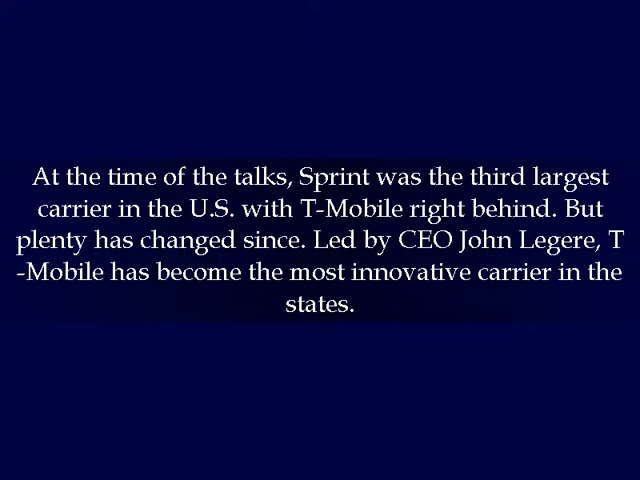 At the time of the talks, Sprint was the third largest
carrier in the U.S. with T-Mobile right behind. But
plenty has changed since. Led by CEO John Legere, T
-Mobile has become the most innovative carrier in the
states.